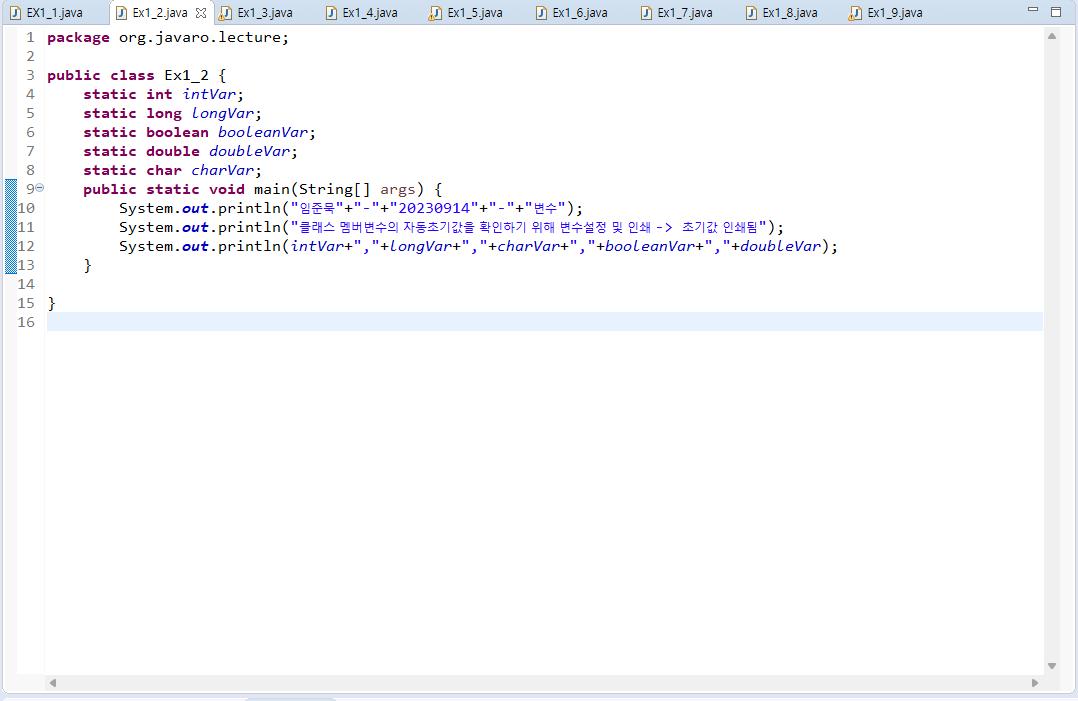 EX1_1.java Ex1_2.java Ex1_3.java Ex1_4.java Ex1_5.java Ex1_6.java Ex1_7.java Ex1_8.java Ex1_9.java
1 package org.javaro.lecture;
2
3 public class Ex1_2 {
4     static int intVar;
5     static long longVar;
6     static boolean booleanVar;
7     static double doubleVar;
8     static char charVar;
9     public static void main(String[] args) {
10         System.out.println("임준묵"+"-"+"20230914"+"-"+"변수");
11         System.out.println("클래스 멤버변수의 자동초기값을 확인하기 위해 변수설정 및 인쇄 -> 초기값 인쇄됨");
12         System.out.println(intVar+","+longVar+","+charVar+","+booleanVar+","+doubleVar);
13     }
14
15 }
16